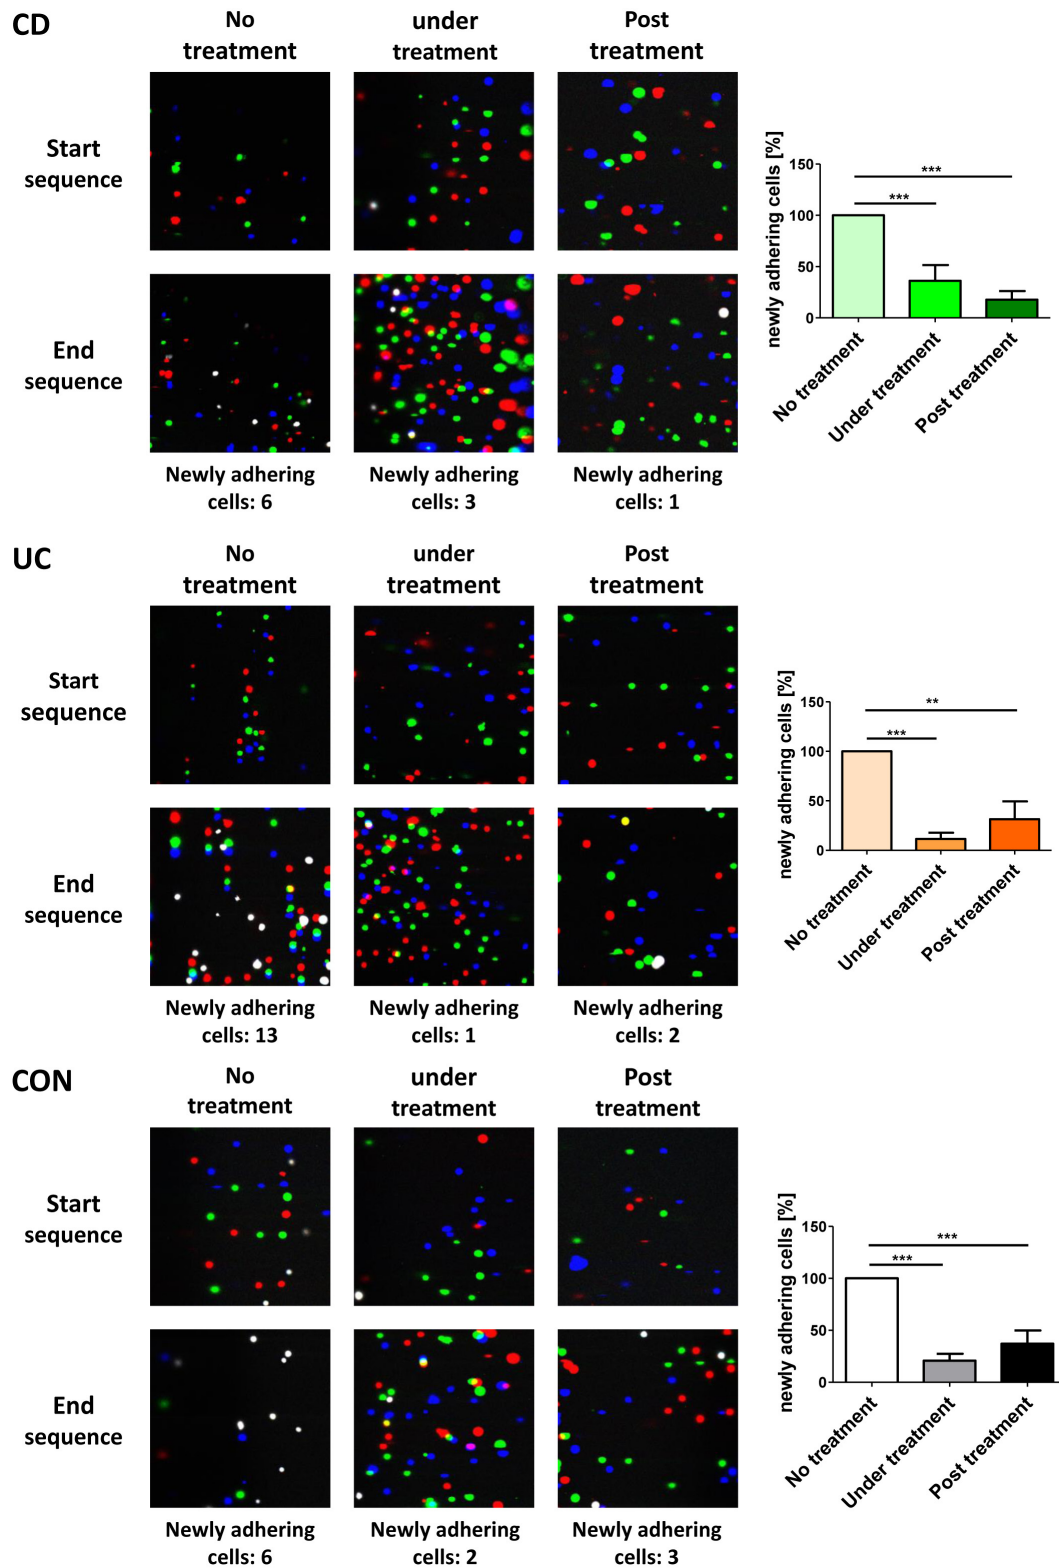 CD
No
treatment
under
treatment
Post
treatment
Start
sequence
End
sequence
Newly adhering
cells: 6
Newly adhering
cells: 3
Newly adhering
cells: 1
newly adhering cells [%]
150
100
50
0
***
***
No treatment
Under treatment
Post treatment
UC
No
treatment
under
treatment
Post
treatment
Start
sequence
End
sequence
Newly adhering
cells: 13
Newly adhering
cells: 1
Newly adhering
cells: 2
newly adhering cells [%]
150
100
50
0
**
***
No treatment
Under treatment
Post treatment
CON
No
treatment
under
treatment
Post
treatment
Start
sequence
End
sequence
Newly adhering
cells: 6
Newly adhering
cells: 2
Newly adhering
cells: 3
newly adhering cells [%]
150
100
50
0
***
***
No treatment
Under treatment
Post treatment